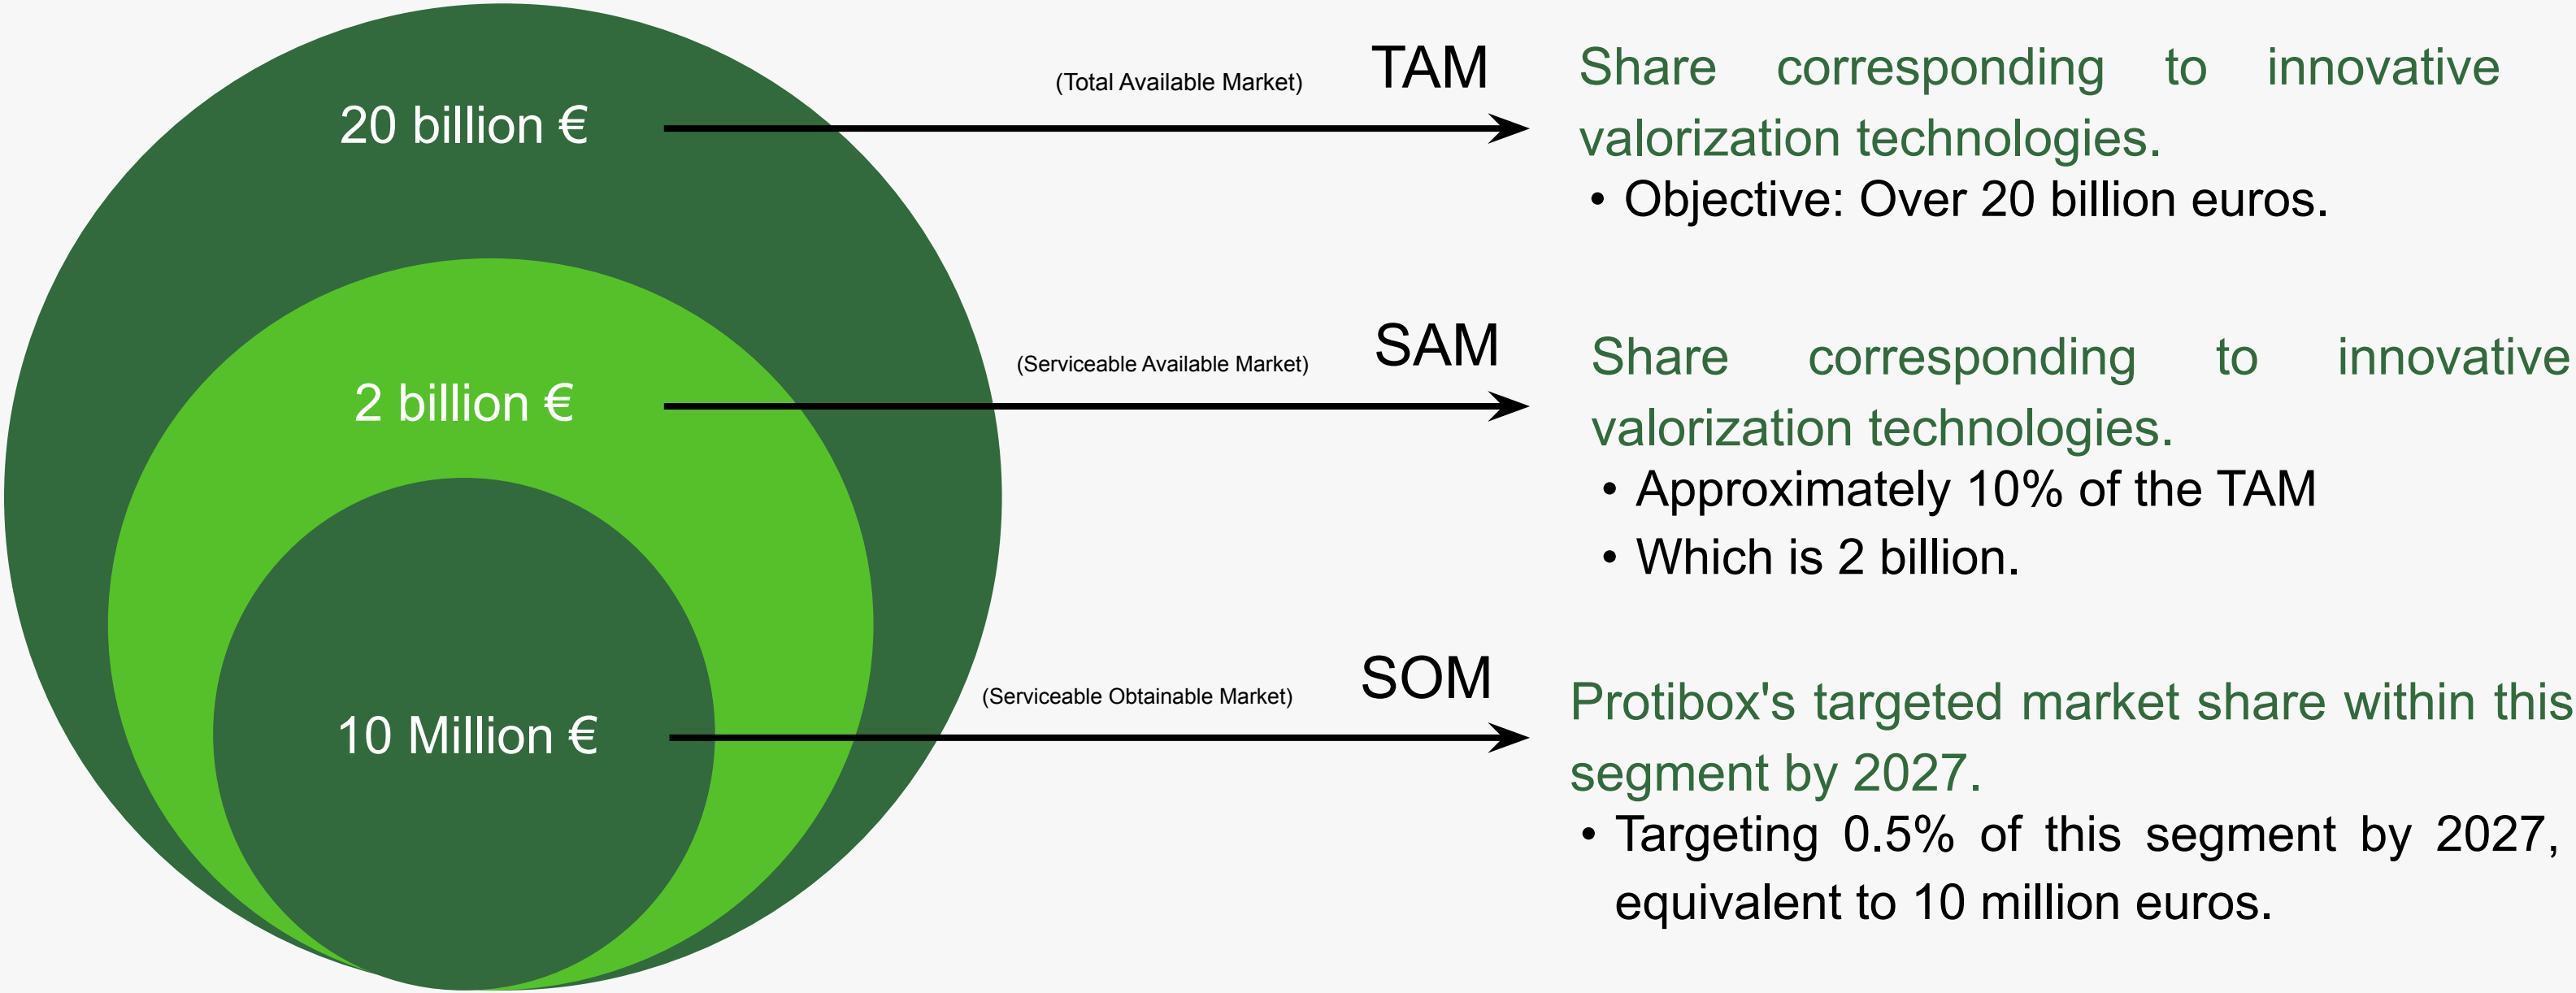 20 billion €
(Total Available Market)
TAM
Share corresponding to innovative
valorization technologies.
• Objective: Over 20 billion euros.
2 billion €
(Serviceable Available Market)
SAM
Share corresponding to innovative
valorization technologies.
• Approximately 10% of the TAM
• Which is 2 billion.
10 Million €
(Serviceable Obtainable Market)
SOM
Protibox's targeted market share within this
segment by 2027.
• Targeting 0.5% of this segment by 2027,
equivalent to 10 million euros.